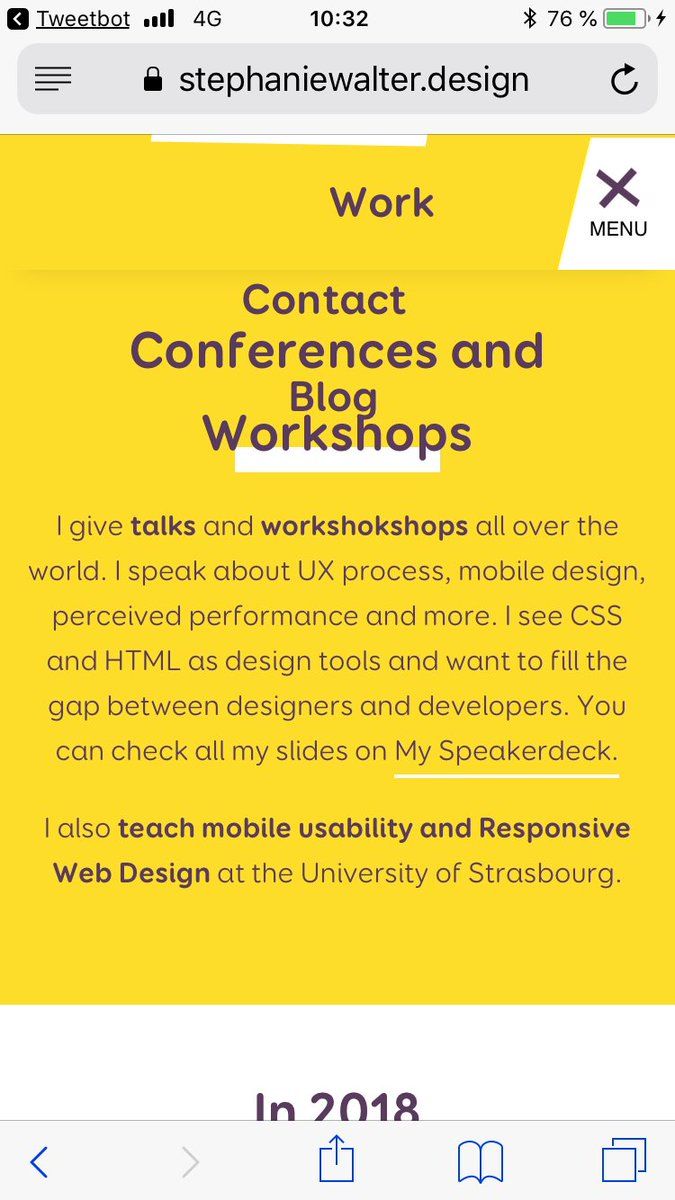 Tweetbot 4G 10:32 76 %
stephaniewalter.design
Work
MENU
Contact
Conferences and
Blog
Workshops
I give talks and workshokshops all over the
world. I speak about UX process, mobile design,
perceived performance and more. I see CSS
and HTML as design tools and want to fill the
gap between designers and developers. You
can check all my slides on My Speakerdeck.
I also teach mobile usability and Responsive
Web Design at the University of Strasbourg.
In 2018